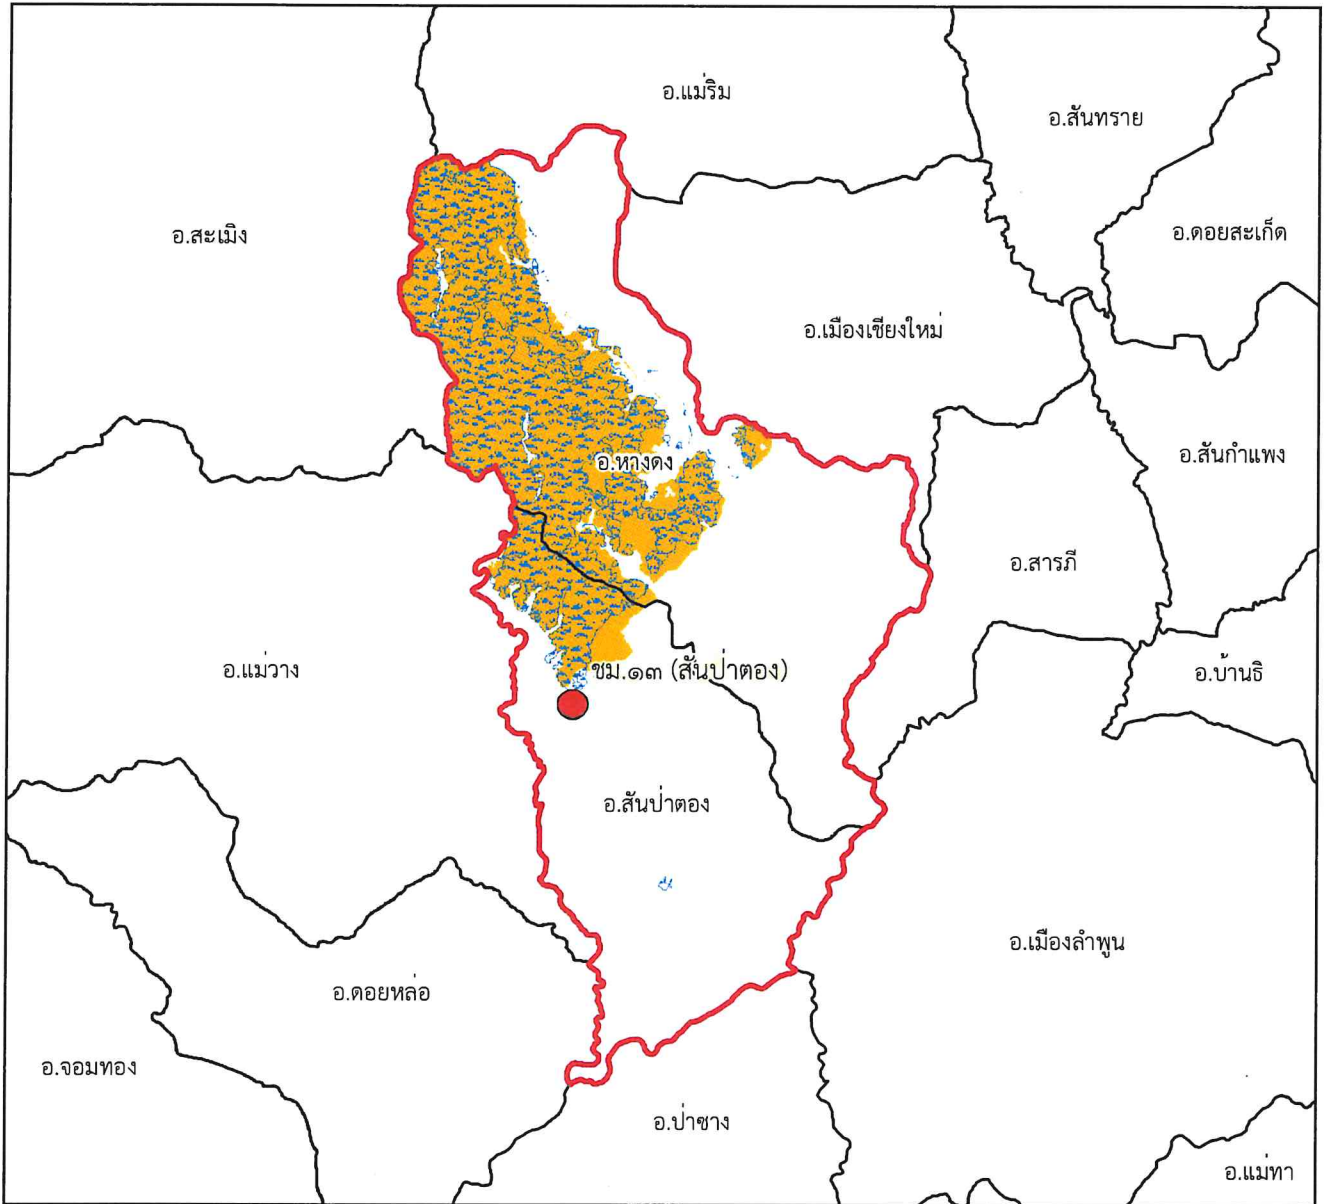 อ.แม่ริม
อ.สันทราย
อ.สะเมิง
อ.ดอยสะเก็ด
อ.เมืองเชียงใหม่
อ.หางดง
อ.สันกำแพง
อ.สารภี
อ.แม่วาง
ชม.๑๓ (สันป่าตอง)
อ.บ้านธิ
อ.สันป่าตอง
อ.เมืองลำพูน
อ.ดอยหล่อ
อ.จอมทอง
อ.ป่าซาง
อ.แม่ทา